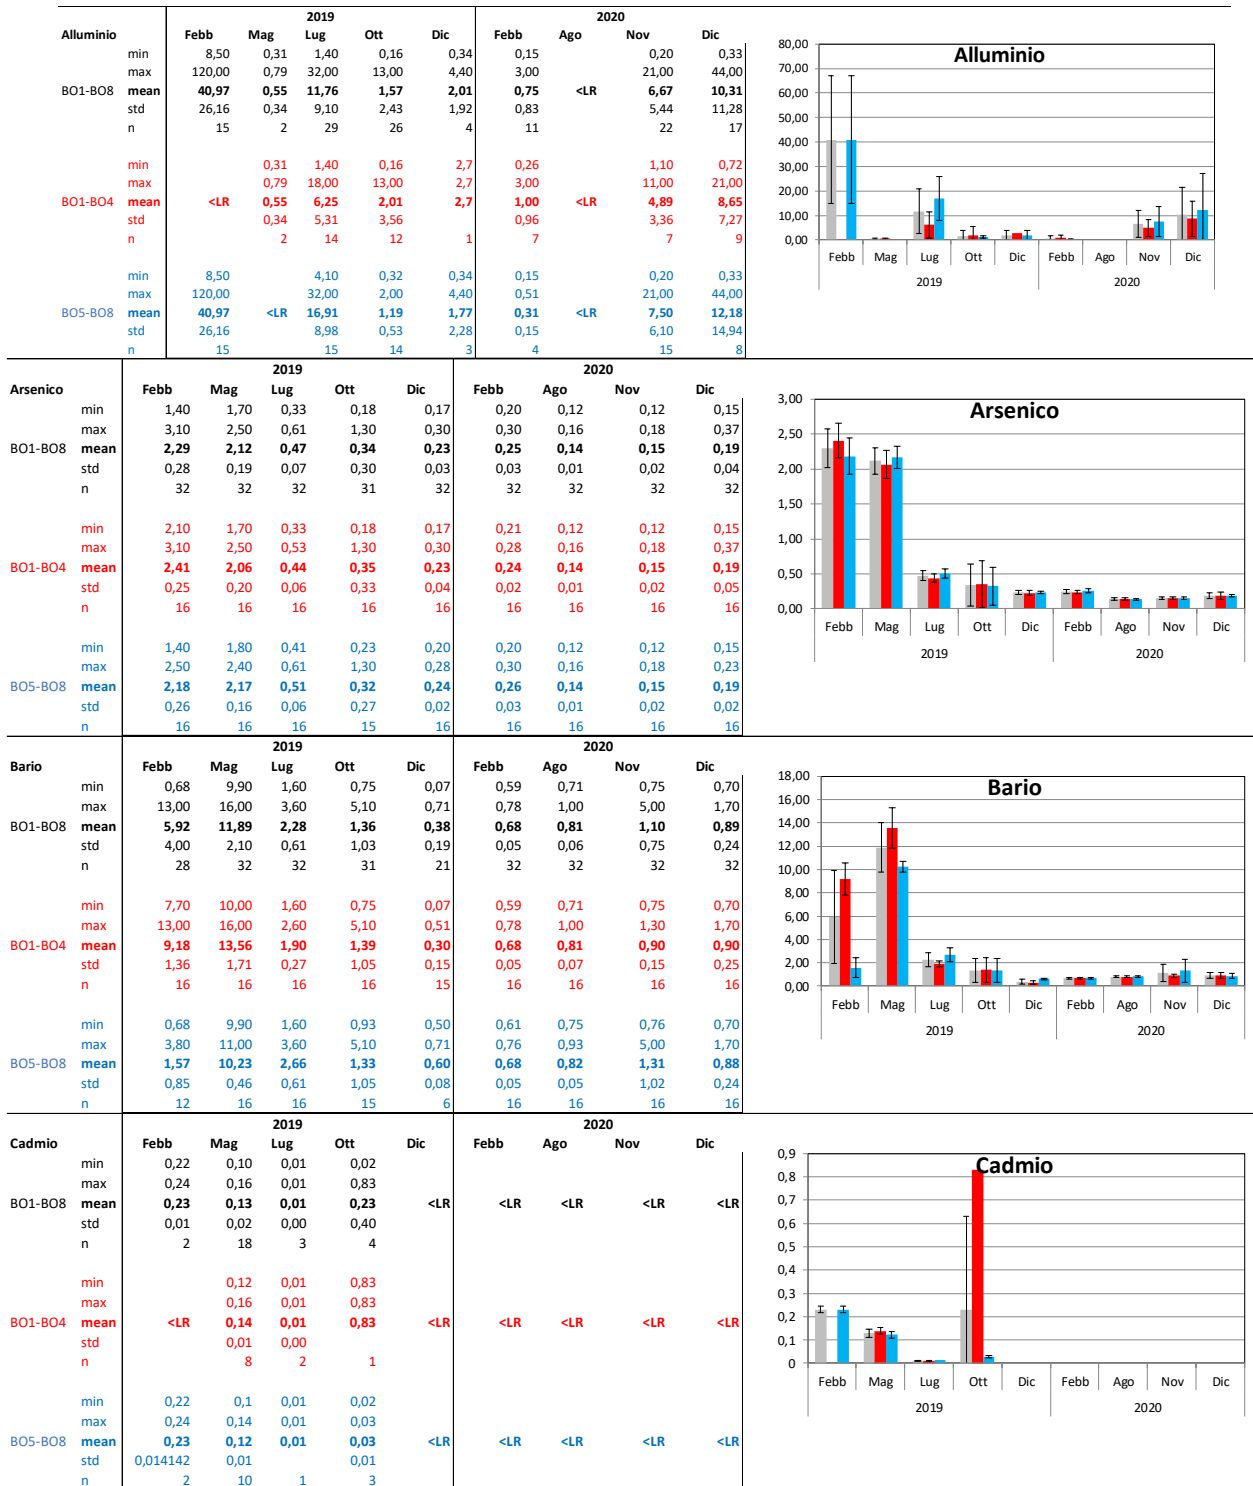 2019 2020
Alluminio Febb Mag Lug Ott Dic Febb Ago Nov Dic
min 8,50 0,31 1,40 0,16 0,34 0,15 0,20 0,33
max 120,00 0,79 32,00 13,00 4,40 3,00 21,00 44,00
BO1-BO8 mean 40,97 0,55 11,76 1,57 2,01 0,75 <LR 6,67 10,31
std 26,16 0,34 9,10 2,43 1,92 0,83 5,44 11,28
n 15 2 29 26 4 11 22 17
min 0,31 1,40 0,16 2,7 0,26 1,10 0,72
max 0,79 18,00 13,00 2,7 3,00 11,00 21,00
BO1-BO4 mean <LR 0,55 6,25 2,01 2,7 1,00 <LR 4,89 8,65
std 0,34 5,31 3,56 0,96 3,36 7,27
n 2 14 12 1 7 7 9
min 8,50 4,10 0,32 0,34 0,15 0,20 0,33
max 120,00 32,00 2,00 4,40 0,51 21,00 44,00
BO5-BO8 mean 40,97 <LR 16,91 1,19 1,77 0,31 <LR 7,50 12,18
std 26,16 8,98 0,53 2,28 0,15 6,10 14,94
n 15 15 14 3 4 15 8
Alluminio
80,00
70,00
60,00
50,00
40,00
30,00
20,00
10,00
0,00
Febb Mag Lug Ott Dic Febb Ago Nov Dic
2019 2020
2019 2020
Arsenico Febb Mag Lug Ott Dic Febb Ago Nov Dic
min 1,40 1,70 0,33 0,18 0,17 0,20 0,12 0,12 0,15
max 3,10 2,50 0,61 1,30 0,30 0,30 0,16 0,18 0,37
BO1-BO8 mean 2,29 2,12 0,47 0,34 0,23 0,25 0,14 0,15 0,19
std 0,28 0,19 0,07 0,30 0,03 0,03 0,01 0,02 0,04
n 32 32 32 31 32 32 32 32 32
min 2,10 1,70 0,33 0,18 0,17 0,21 0,12 0,12 0,15
max 3,10 2,50 0,53 1,30 0,30 0,28 0,16 0,18 0,37
BO1-BO4 mean 2,41 2,06 0,44 0,35 0,23 0,24 0,14 0,15 0,19
std 0,25 0,20 0,06 0,33 0,04 0,02 0,01 0,02 0,05
n 16 16 16 16 16 16 16 16 16
min 1,40 1,80 0,41 0,23 0,20 0,20 0,12 0,12 0,15
max 2,50 2,40 0,61 1,30 0,28 0,30 0,16 0,18 0,23
BO5-BO8 mean 2,18 2,17 0,51 0,32 0,24 0,26 0,14 0,15 0,19
std 0,26 0,16 0,06 0,27 0,02 0,03 0,01 0,02 0,02
n 16 16 16 15 16 16 16 16 16
Arsenico
3,00
2,50
2,00
1,50
1,00
0,50
0,00
Febb Mag Lug Ott Dic Febb Ago Nov Dic
2019 2020
2019 2020
Bario Febb Mag Lug Ott Dic Febb Ago Nov Dic
min 0,68 9,90 1,60 0,75 0,07 0,59 0,71 0,75 0,70
max 13,00 16,00 3,60 5,10 0,71 0,78 1,00 5,00 1,70
BO1-BO8 mean 5,92 11,89 2,28 1,36 0,38 0,68 0,81 1,10 0,89
std 4,00 2,10 0,61 1,03 0,19 0,05 0,06 0,75 0,24
n 28 32 32 31 21 32 32 32 32
min 7,70 10,00 1,60 0,75 0,07 0,59 0,71 0,75 0,70
max 13,00 16,00 2,60 5,10 0,51 0,78 1,00 1,30 1,70
BO1-BO4 mean 9,18 13,56 1,90 1,39 0,30 0,68 0,81 0,90 0,90
std 1,36 1,71 0,27 1,05 0,15 0,05 0,07 0,15 0,25
n 16 16 16 16 15 16 16 16 16
min 0,68 9,90 1,60 0,93 0,50 0,61 0,75 0,76 0,70
max 3,80 11,00 3,60 5,10 0,71 0,76 0,93 5,00 1,70
BO5-BO8 mean 1,57 10,23 2,66 1,33 0,60 0,68 0,82 1,31 0,88
std 0,85 0,46 0,61 1,05 0,08 0,05 0,05 1,02 0,24
n 12 16 16 15 6 16 16 16 16
Bario
18,00
16,00
14,00
12,00
10,00
8,00
6,00
4,00
2,00
0,00
Febb Mag Lug Ott Dic Febb Ago Nov Dic
2019 2020
2019 2020
Cadmio Febb Mag Lug Ott Dic Febb Ago Nov Dic
min 0,22 0,10 0,01 0,02
max 0,24 0,16 0,01 0,83
BO1-BO8 mean 0,23 0,13 0,01 0,23 <LR <LR <LR <LR <LR
std 0,01 0,02 0,00 0,40
n 2 18 3 4
min 0,12 0,01 0,83
max 0,16 0,01 0,83
BO1-BO4 mean <LR 0,14 0,01 0,83 <LR <LR <LR <LR <LR
std 0,01 0,00
n 8 2 1
min 0,22 0,1 0,01 0,02
max 0,24 0,14 0,01 0,03
BO5-BO8 mean 0,23 0,12 0,01 0,03 <LR <LR <LR <LR <LR
std 0,014142 0,01 0,01
n 2 10 1 3
Cadmio
0,9
0,8
0,7
0,6
0,5
0,4
0,3
0,2
0,1
0
Febb Mag Lug Ott Dic Febb Ago Nov Dic
2019 2020